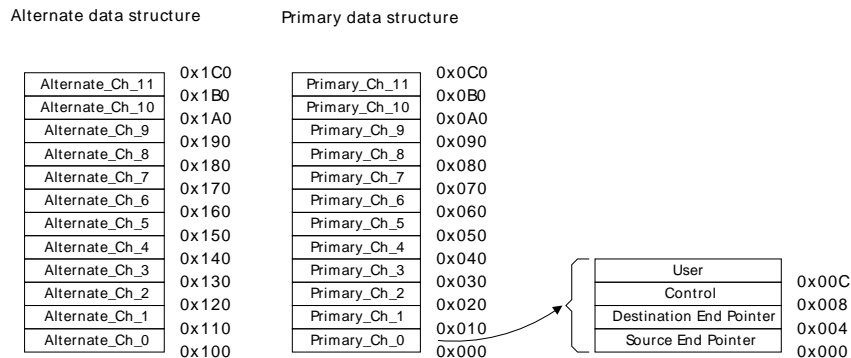 Alternate data structure
Primary data structure
0x1C0
Alternate_Ch_11
0x1B0
Alternate_Ch_10
0x1A0
Alternate_Ch_9
0x190
Alternate_Ch_8
0x180
Alternate_Ch_7
0x170
Alternate_Ch_6
0x160
Alternate_Ch_5
0x150
Alternate_Ch_4
0x140
Alternate_Ch_3
0x130
Alternate_Ch_2
0x120
Alternate_Ch_1
0x110
Alternate_Ch_0
0x100
0x0C0
Primary_Ch_11
0x0B0
Primary_Ch_10
0x0A0
Primary_Ch_9
0x090
Primary_Ch_8
0x080
Primary_Ch_7
0x070
Primary_Ch_6
0x060
Primary_Ch_5
0x050
Primary_Ch_4
0x040
Primary_Ch_3
0x030
Primary_Ch_2
0x020
Primary_Ch_1
0x010
Primary_Ch_0
0x000
User
0x00C
Control
0x008
Destination End Pointer
0x004
Source End Pointer
0x000